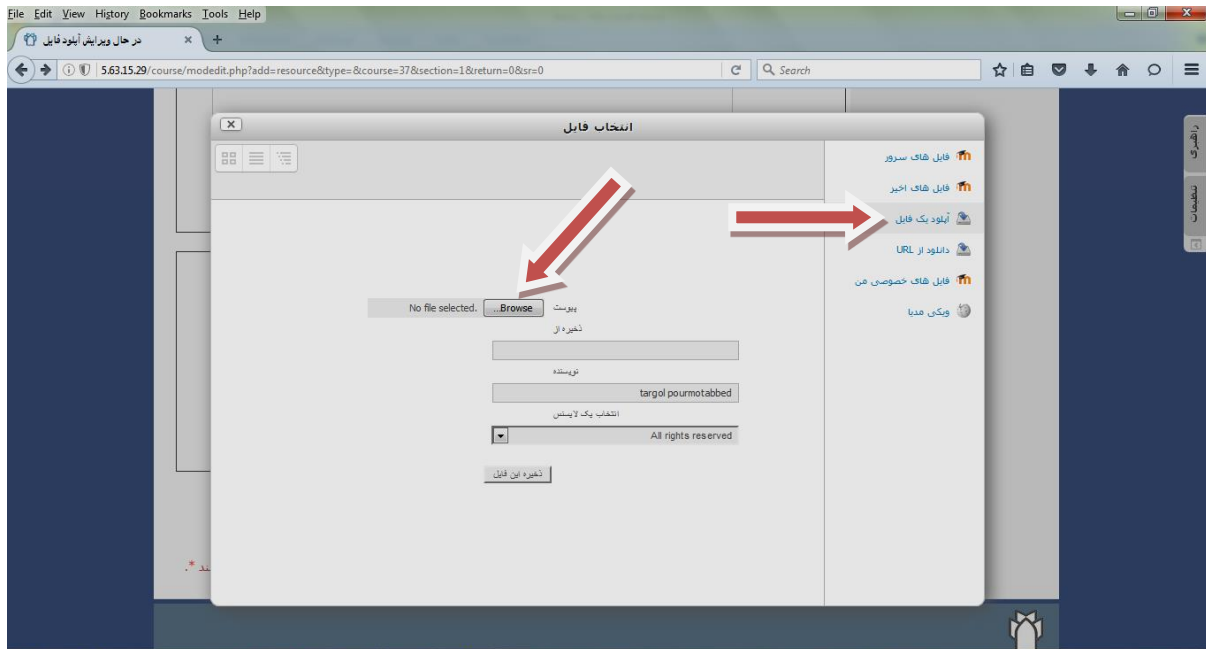 File Edit View History Bookmarks Tools Help
در حال ویرایش آپلود فایل
5.63.15.29/course/modedit.php?add=resource&type=&course=37&section=1&return=0&sr=0
Search
انتخاب فایل
راهبری
تنظیمات
فایل های سرور
فایل های اخیر
آپلود یک فایل
دانلود از URL
فایل های خصوصی من
ویکی مدیا
پیوست
Browse...
No file selected.
ذخیره از
نویسنده
targol pourmotabbed
انتخاب یک لایسنس
All rights reserved
ذخیره این فایل
ند *.